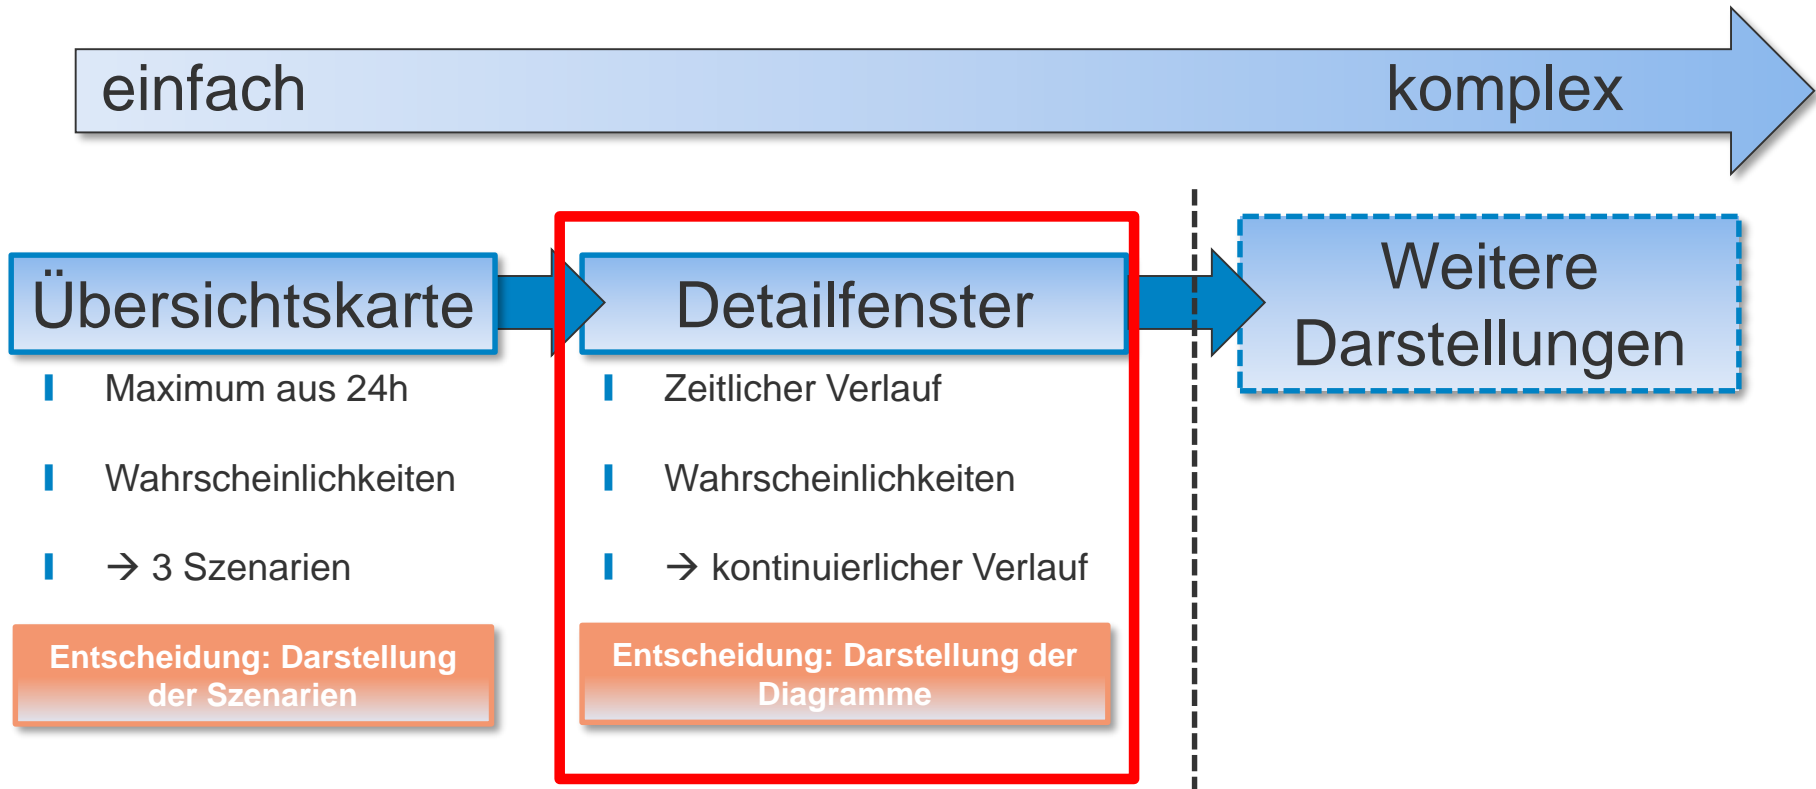 einfach
komplex
Übersichtskarte
Maximum aus 24h
Wahrscheinlichkeiten
→ 3 Szenarien
Entscheidung: Darstellung
der Szenarien
Detailfenster
Zeitlicher Verlauf
Wahrscheinlichkeiten
→ kontinuierlicher Verlauf
Entscheidung: Darstellung der
Diagramme
Weitere
Darstellungen